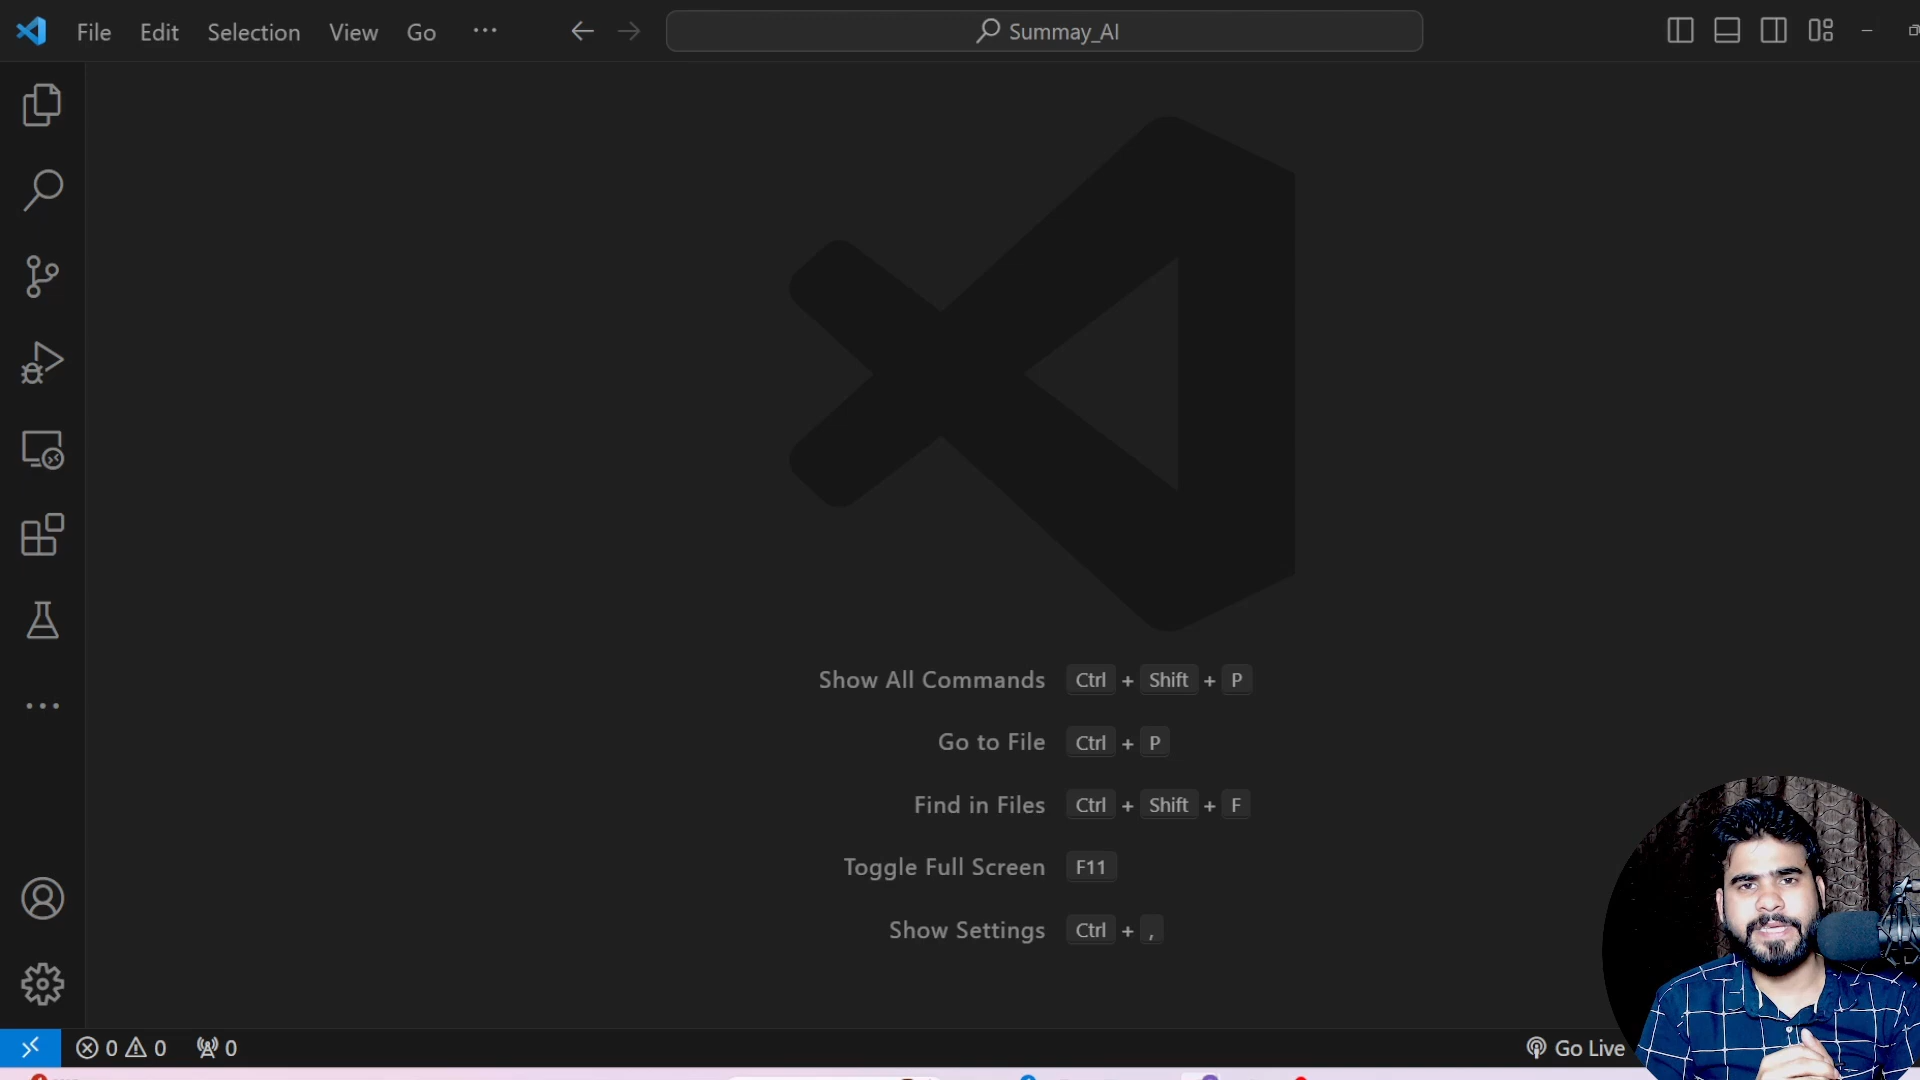 File Edit Selection View Go ··· Summay_AI
Show All Commands Ctrl + Shift + P
Go to File Ctrl + P
Find in Files Ctrl + Shift + F
Toggle Full Screen F11
Show Settings Ctrl + ,
0 0 0 Go Live